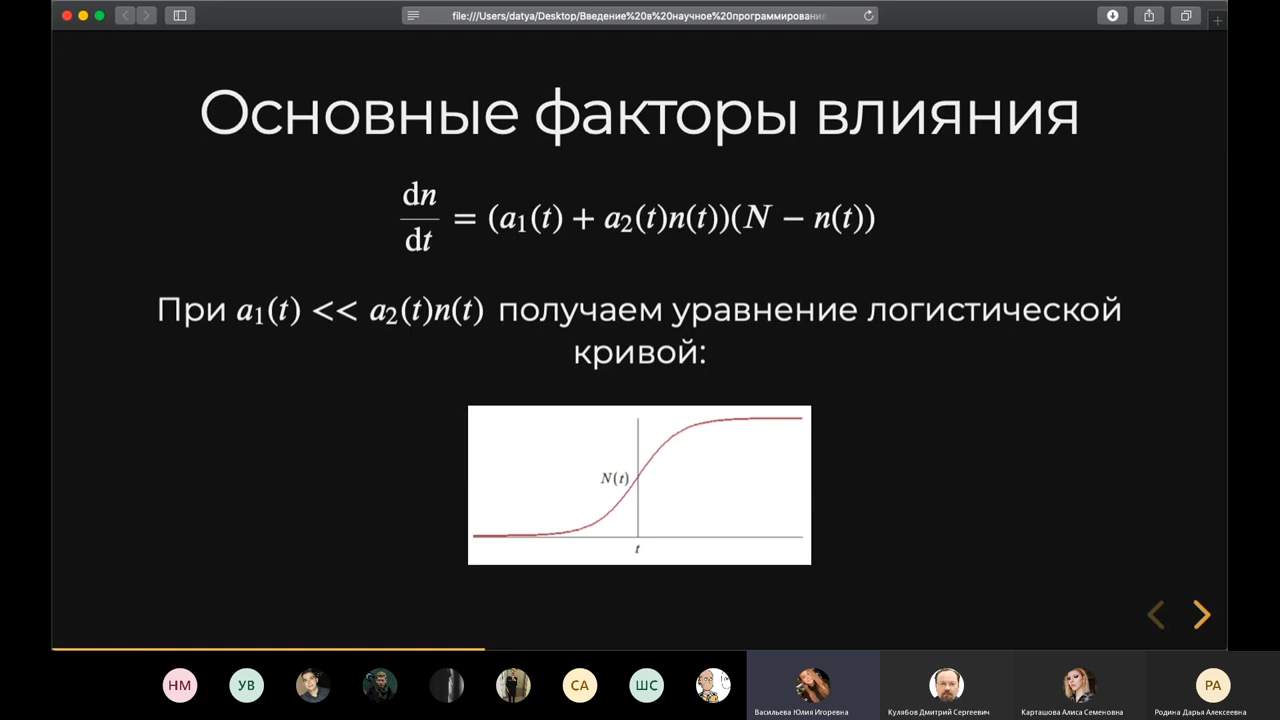 file:///Users/datya/Desktop/Введение%20в%20научное%20программирование
Основные факторы влияния
dn/dt = (a₁(t) + a₂(t)n(t))(N − n(t))
При a₁(t) << a₂(t)n(t) получаем уравнение логистической
кривой:
N(t)
t
НМ УВ СА ШС РА
Васильева Юлия Игоревна Кулябов Дмитрий Сергеевич Карташова Алиса Семеновна Родина Дарья Алексеевна